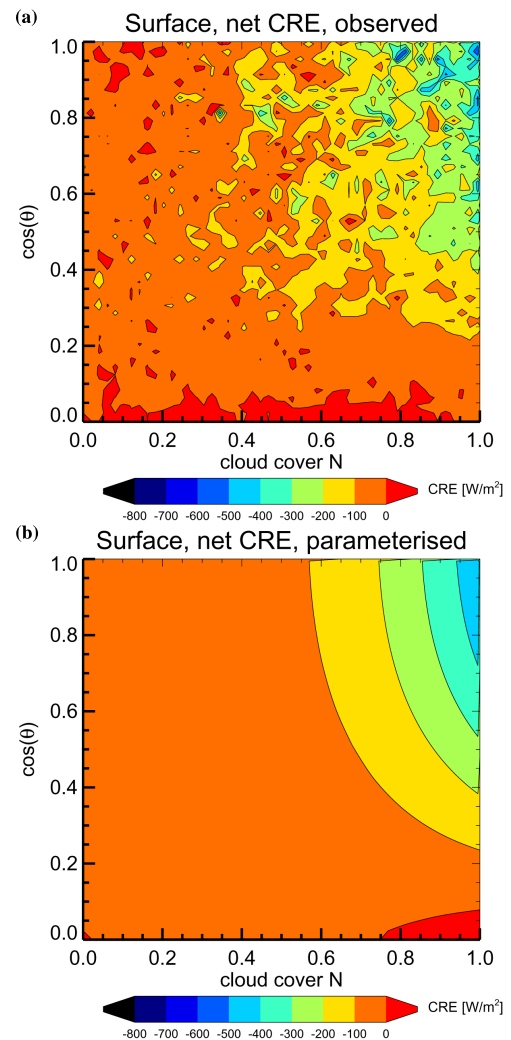 (a)
Surface, net CRE, observed
1.0
0.8
0.6
0.4
0.2
0.0
cos(θ)
0.0 0.2 0.4 0.6 0.8 1.0
cloud cover N
CRE [W/m²]
-800 -700 -600 -500 -400 -300 -200 -100 0
(b)
Surface, net CRE, parameterised
1.0
0.8
0.6
0.4
0.2
0.0
cos(θ)
0.0 0.2 0.4 0.6 0.8 1.0
cloud cover N
CRE [W/m²]
-800 -700 -600 -500 -400 -300 -200 -100 0